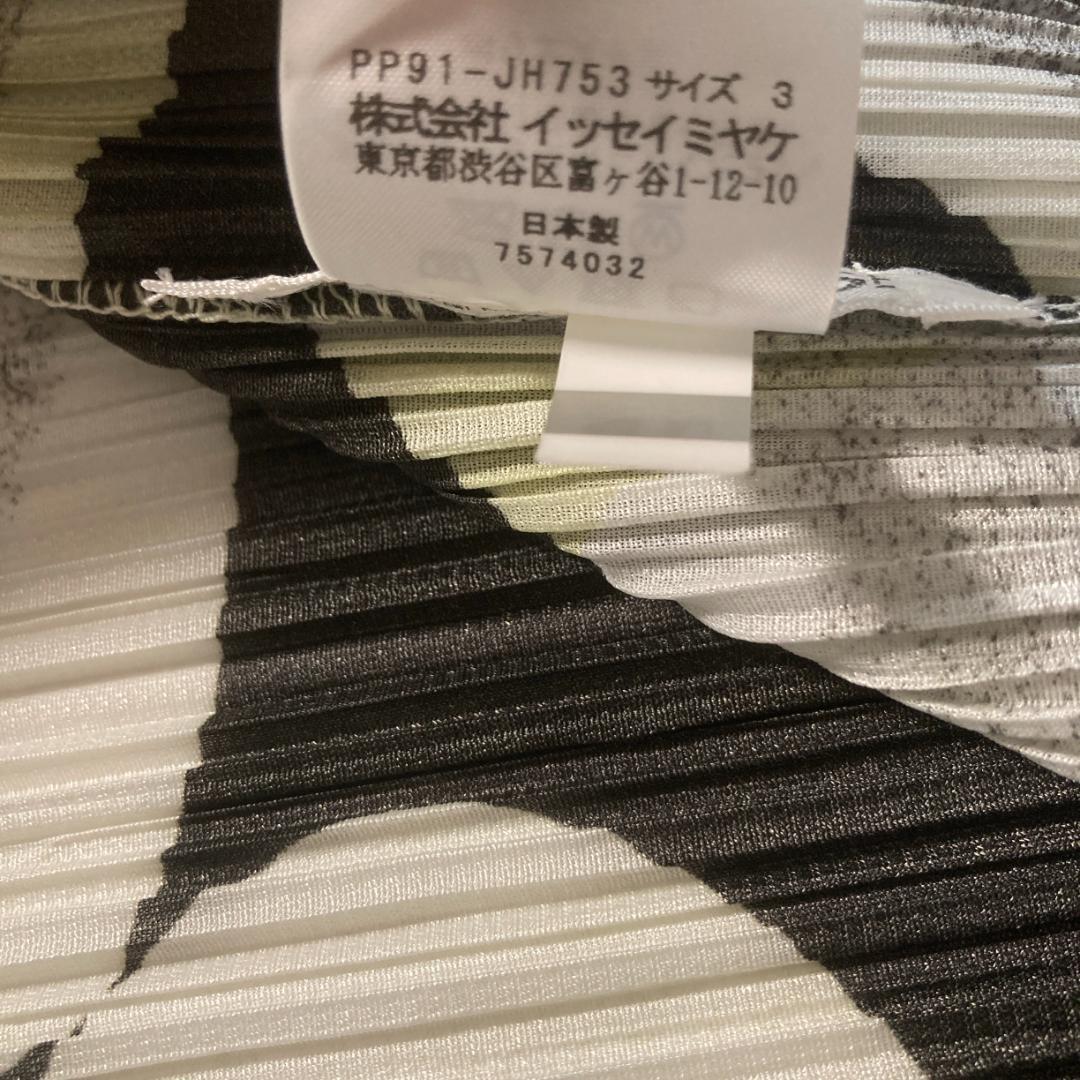 PP91-JH753 サイズ 3
株式会社 イッセイミヤケ
東京都渋谷区富ヶ谷1-12-10
日本製
7574032